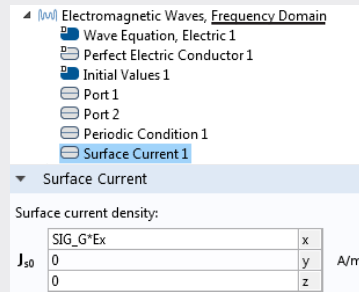 Electromagnetic Waves, Frequency Domain
Wave Equation, Electric 1
Perfect Electric Conductor 1
Initial Values 1
Port 1
Port 2
Periodic Condition 1
Surface Current 1
Surface Current
Surface current density:
SIG_G*Ex x
Js0 0 y A/m
0 z